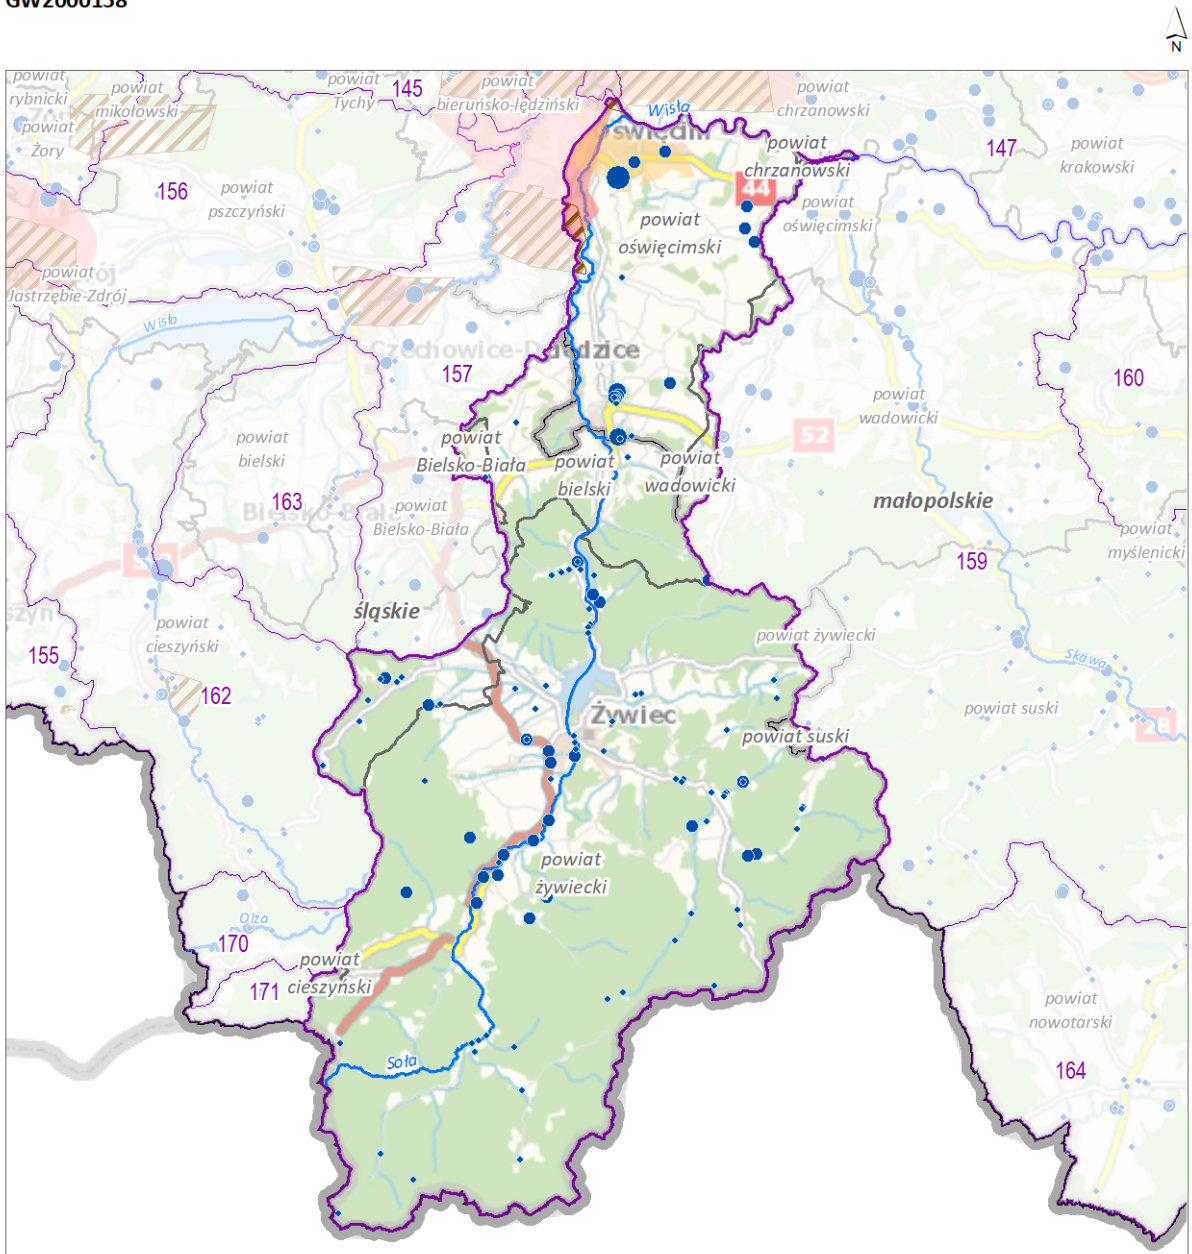 GW2000158
N
powiat
rybnicki
powiat
mikołowski
powiat
Tychy
145
powiat
bieruńsko-lędziński
Wisła
powiat
chrzanowski
powiat
Żory
Oświęcim
powiat
chrzanowski
147
powiat
krakowski
156
powiat
pszczyński
44
powiat
oświęcimski
powiat
oświęcimski
powiat
Jastrzębie-Zdrój
Wisła
Czechowice-Dziedzice
157
160
powiat
wadowicki
52
powiat
bielski
powiat
Bielsko-Biała
powiat
bielski
powiat
wadowicki
163
Bielsko-Biała
powiat
Bielsko-Biała
małopolskie
powiat
myślenicki
159
śląskie
powiat
cieszyński
powiat żywiecki
155
Skawa
162
powiat suski
Żywiec
28
powiat suski
powiat
żywiecki
Olza
170
powiat
cieszyński
171
powiat
nowotarski
Soła
164